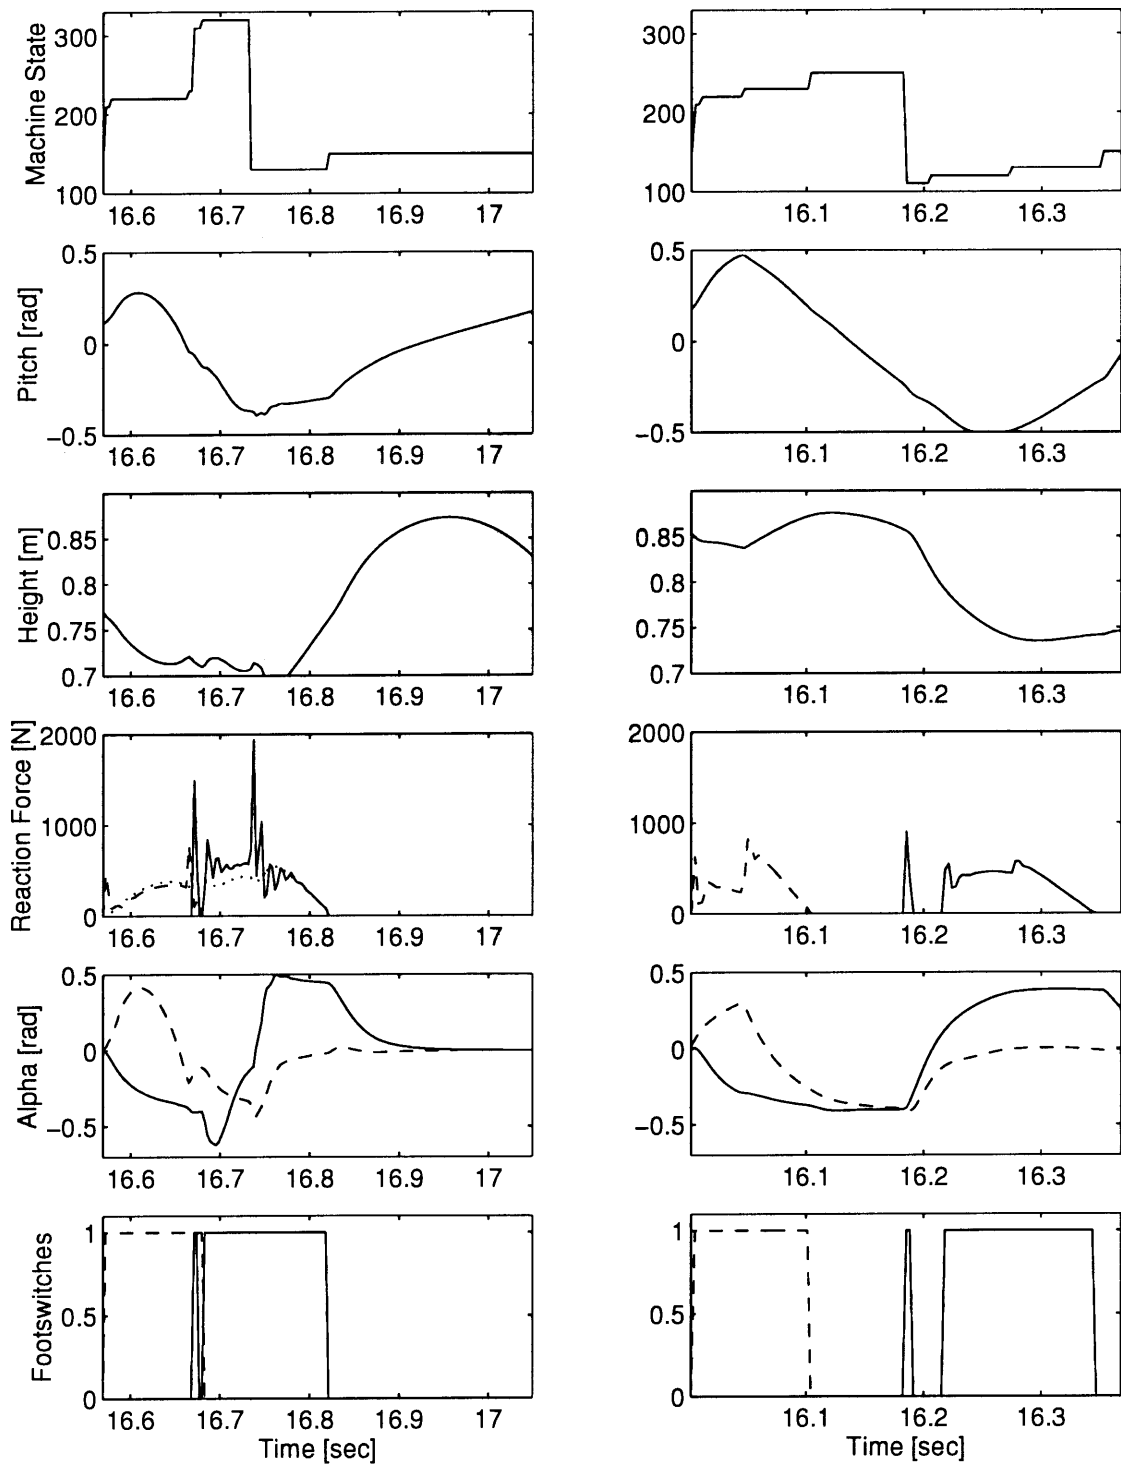 Machine State
300
200
100
16.6 16.7 16.8 16.9 17
300
200
100
16.1 16.2 16.3
Pitch [rad]
0.5
0
−0.5
16.6 16.7 16.8 16.9 17
0.5
0
−0.5
16.1 16.2 16.3
Height [m]
0.85
0.8
0.75
0.7
16.6 16.7 16.8 16.9 17
0.85
0.8
0.75
0.7
16.1 16.2 16.3
Reaction Force [N]
2000
1000
0
16.6 16.7 16.8 16.9 17
2000
1000
0
16.1 16.2 16.3
Alpha [rad]
0.5
0
−0.5
16.6 16.7 16.8 16.9 17
0.5
0
−0.5
16.1 16.2 16.3
Footswitches
1
0.5
0
16.6 16.7 16.8 16.9 17
Time [sec]
1
0.5
0
16.1 16.2 16.3
Time [sec]